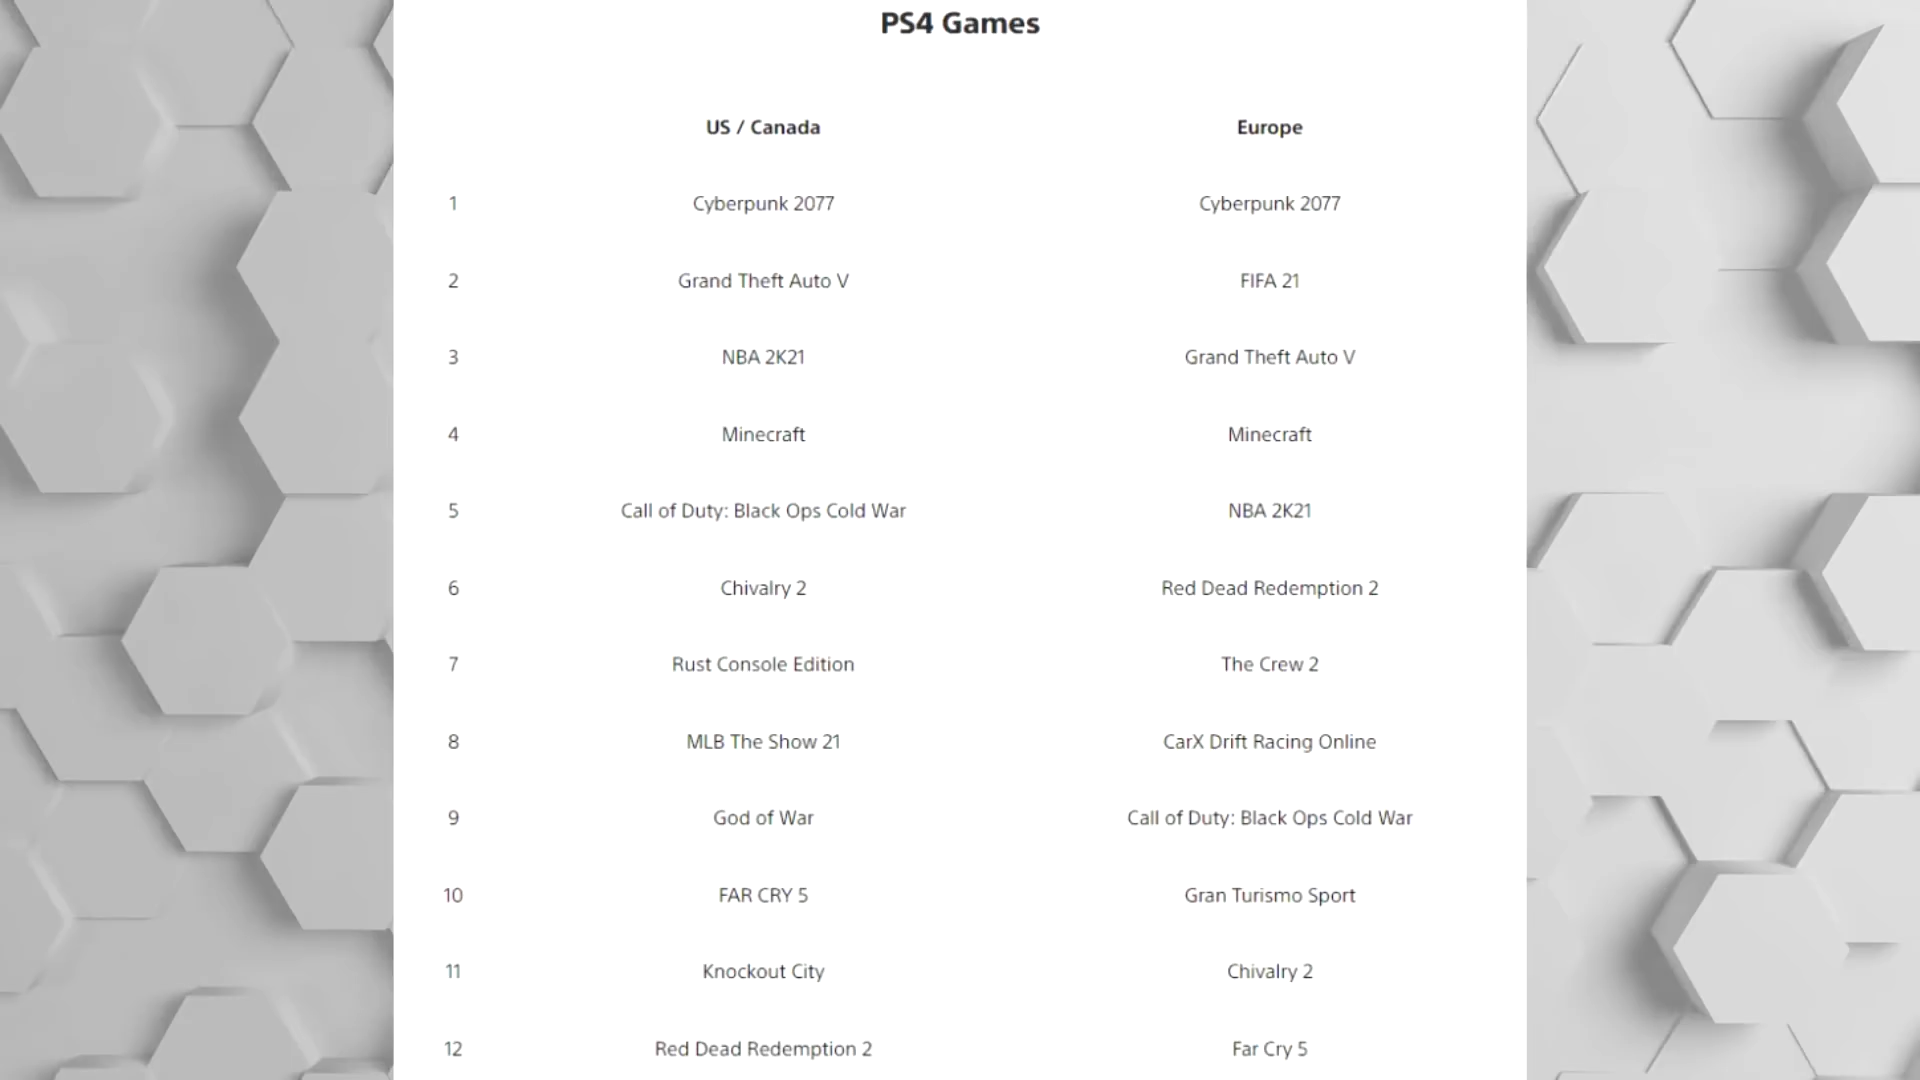 PS4 Games
US / Canada Europe
1 Cyberpunk 2077 Cyberpunk 2077
2 Grand Theft Auto V FIFA 21
3 NBA 2K21 Grand Theft Auto V
4 Minecraft Minecraft
5 Call of Duty: Black Ops Cold War NBA 2K21
6 Chivalry 2 Red Dead Redemption 2
7 Rust Console Edition The Crew 2
8 MLB The Show 21 CarX Drift Racing Online
9 God of War Call of Duty: Black Ops Cold War
10 FAR CRY 5 Gran Turismo Sport
11 Knockout City Chivalry 2
12 Red Dead Redemption 2 Far Cry 5